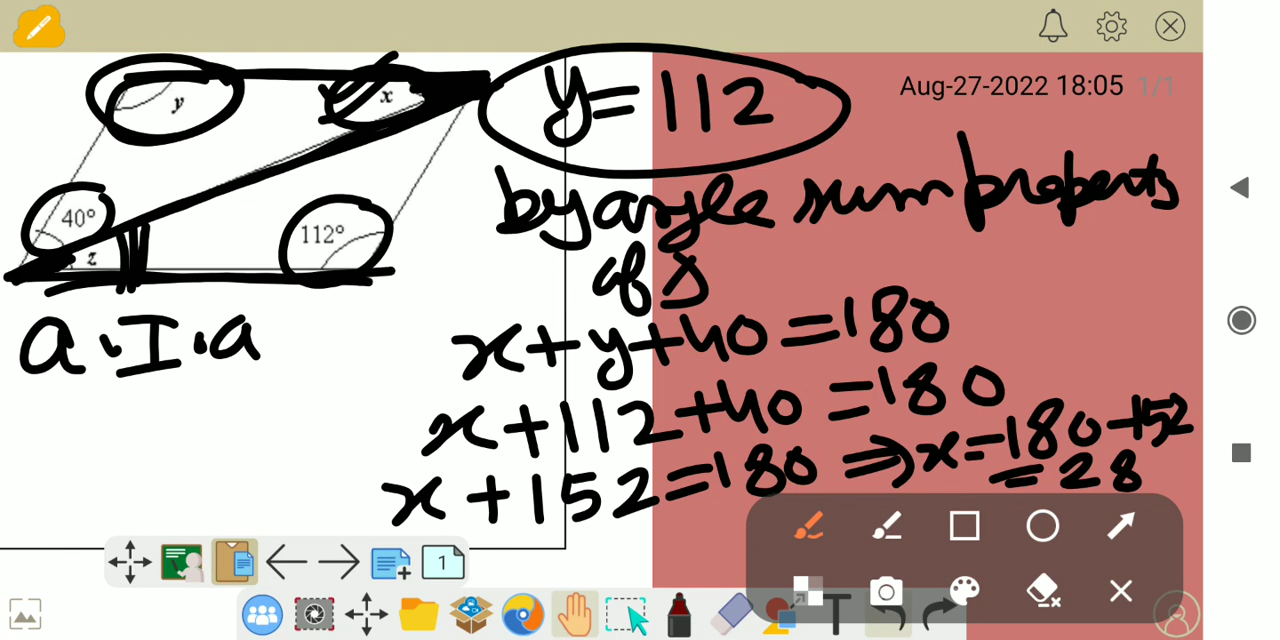 Aug-27-2022 18:05 1/1
y = 112
y
x
40°
z
112°
by angle sum property
of Δ
a.I.a
x+y+40=180
x+112+40=180
x+152=180 ⇒ x=180-152
=28
1
T